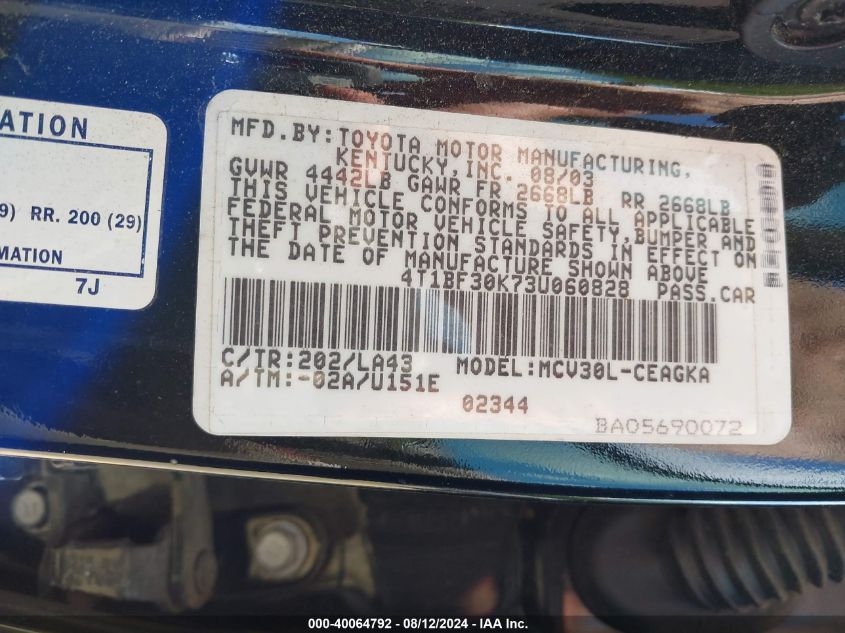 ATION
9) RR. 200 (29)
MATION
7J
MFD.BY:TOYOTA MOTOR MANUFACTURING,
KENTUCKY,INC. 08/03
GVWR 4442LB GAWR FR 2668LB RR 2668LB
THIS VEHICLE CONFORMS TO ALL APPLICABLE
FEDERAL MOTOR VEHICLE SAFETY,BUMPER AND
THEFT PREVENTION STANDARDS IN EFFECT ON
THE DATE OF MANUFACTURE SHOWN ABOVE
4T1BF30K73U060828 PASS.CAR
C/TR:202/LA43 MODEL:MCV30L-CEAGKA
A/TM:-02A/U151E
02344
BA05690072
000-40064792 - 08/12/2024 - IAA Inc.